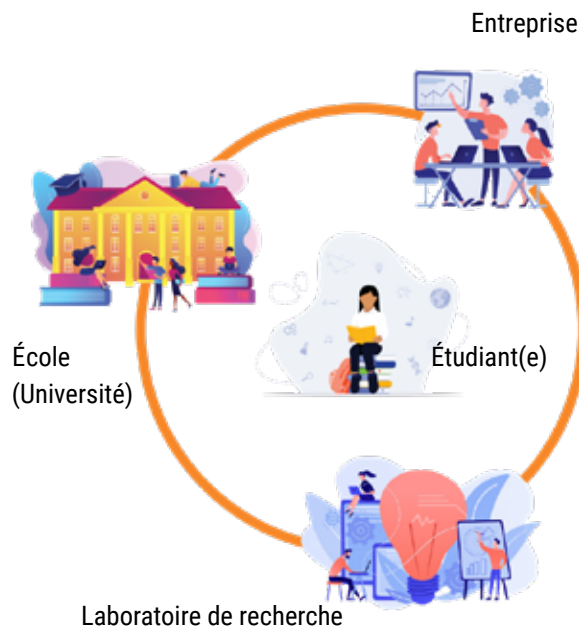 Entreprise
École
(Université)
Étudiant(e)
Laboratoire de recherche